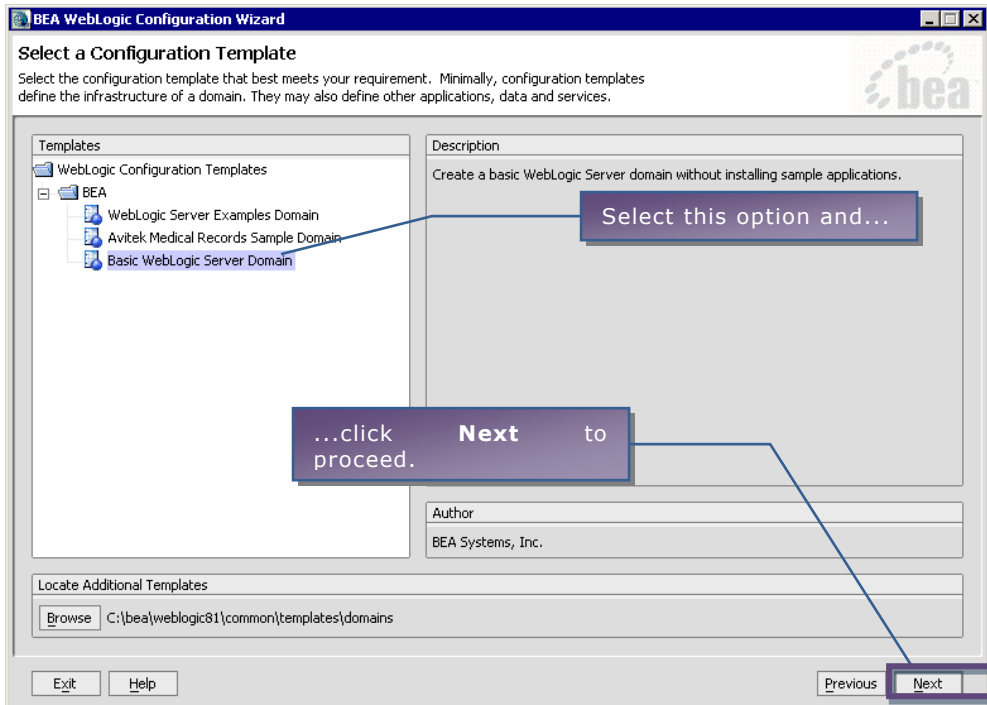 BEA WebLogic Configuration Wizard
Select a Configuration Template
Select the configuration template that best meets your requirement. Minimally, configuration templates
define the infrastructure of a domain. They may also define other applications, data and services.
bea
Templates
WebLogic Configuration Templates
BEA
WebLogic Server Examples Domain
Avitek Medical Records Sample Domain
Basic WebLogic Server Domain
Description
Create a basic WebLogic Server domain without installing sample applications.
Select this option and...
...click Next to
proceed.
Author
BEA Systems, Inc.
Locate Additional Templates
Browse C:\bea\weblogic81\common\templates\domains
Exit Help Previous Next